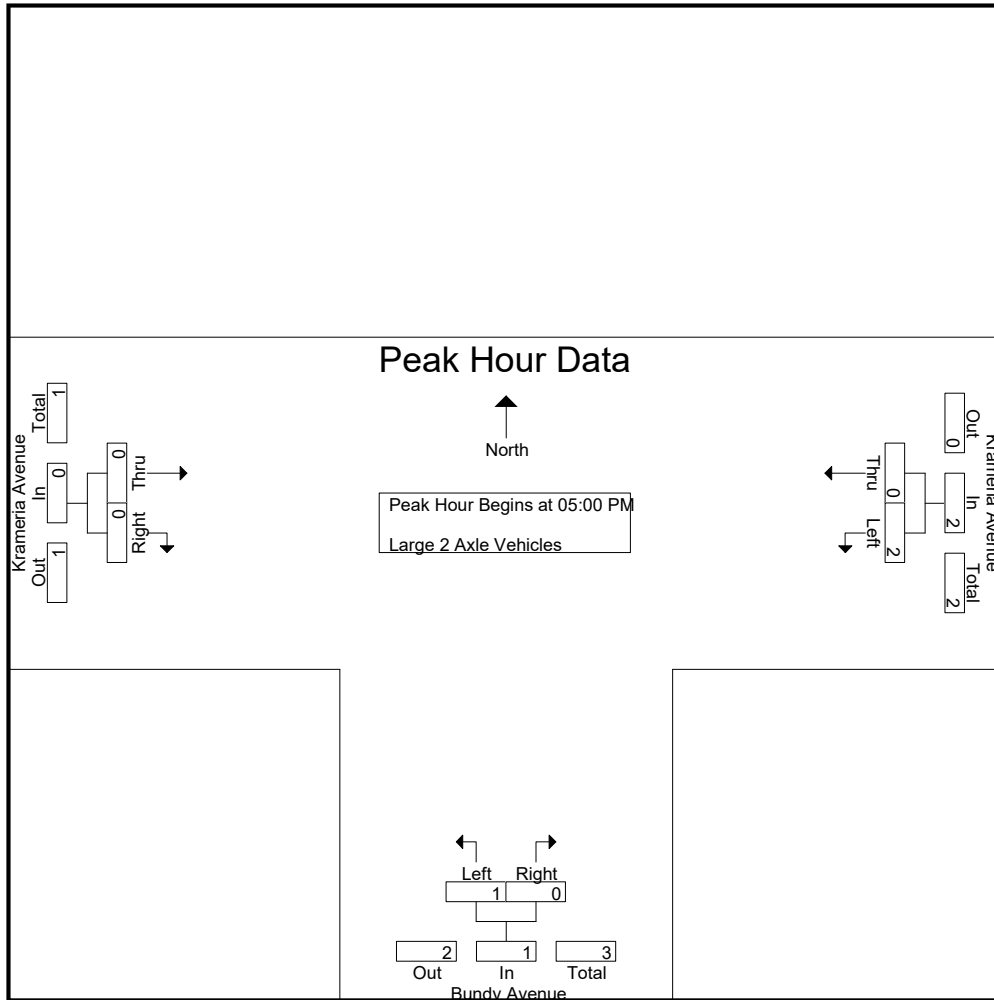 Peak Hour Data
North
Peak Hour Begins at 05:00 PM
Large 2 Axle Vehicles
Krameria Avenue
Total 1
In 0
Out 1
Thru 0
Right 0
Krameria Avenue
Out 0
In 2
Total 2
Thru 0
Left 2
Left Right
1 0
2 1 3
Out In Total
Bundy Avenue